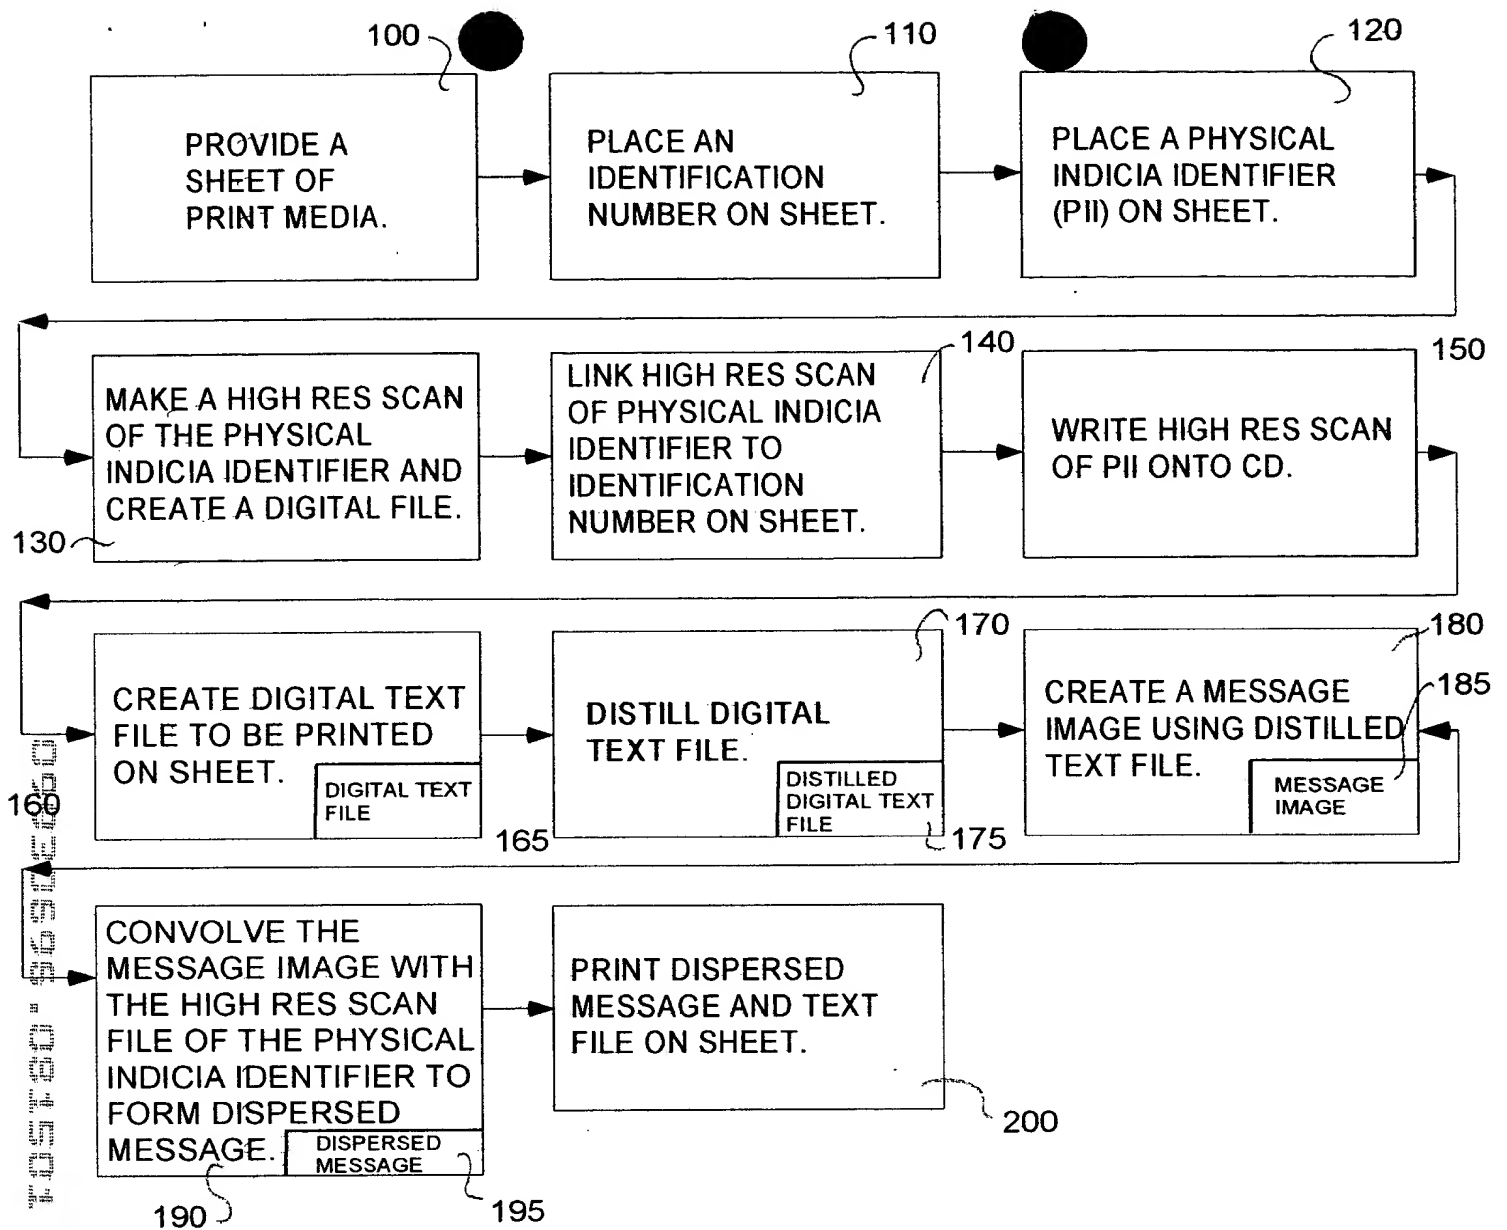 100
110
120
PROVIDE A
SHEET OF
PRINT MEDIA.
PLACE AN
IDENTIFICATION
NUMBER ON SHEET.
PLACE A PHYSICAL
INDICIA IDENTIFIER
(PII) ON SHEET.
MAKE A HIGH RES SCAN
OF THE PHYSICAL
INDICIA IDENTIFIER AND
CREATE A DIGITAL FILE.
130
LINK HIGH RES SCAN
OF PHYSICAL INDICIA
IDENTIFIER TO
IDENTIFICATION
NUMBER ON SHEET.
140
WRITE HIGH RES SCAN
OF PII ONTO CD.
150
CREATE DIGITAL TEXT
FILE TO BE PRINTED
ON SHEET.
DIGITAL TEXT
FILE
160
165
DISTILL DIGITAL
TEXT FILE.
DISTILLED
DIGITAL TEXT
FILE
170
175
CREATE A MESSAGE
IMAGE USING DISTILLED
TEXT FILE.
MESSAGE
IMAGE
180
185
CONVOLVE THE
MESSAGE IMAGE WITH
THE HIGH RES SCAN
FILE OF THE PHYSICAL
INDICIA IDENTIFIER TO
FORM DISPERSED
MESSAGE.
DISPERSED
MESSAGE
190
195
PRINT DISPERSED
MESSAGE AND TEXT
FILE ON SHEET.
200